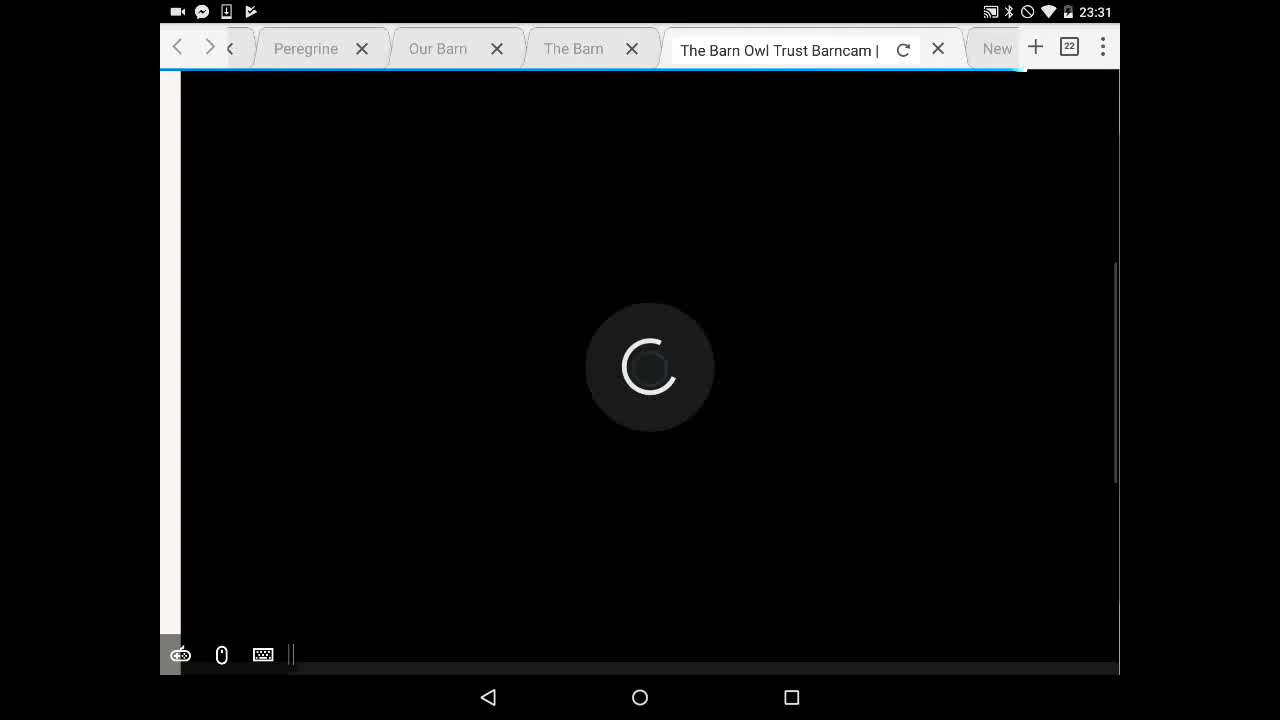 23:31
Peregrine
Our Barn
The Barn
The Barn Owl Trust Barncam |
New
22